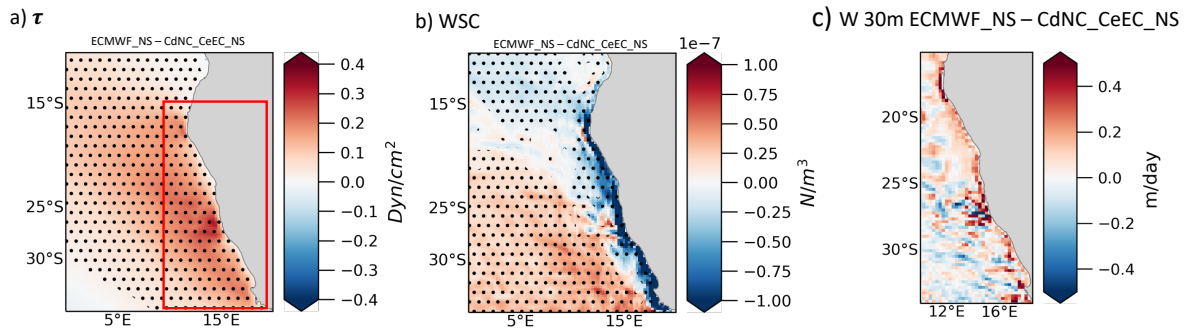 a) τ
ECMWF_NS – CdNC_CeEC_NS
15°S
25°S
30°S
5°E
15°E
0.4
0.3
0.2
0.1
0.0
−0.1
−0.2
−0.3
−0.4
Dyn/cm²
b) WSC
ECMWF_NS – CdNC_CeEC_NS
1e-7
15°S
25°S
30°S
5°E
15°E
1.00
0.75
0.50
0.25
0.00
−0.25
−0.50
−0.75
−1.00
N/m³
c) W 30m ECMWF_NS – CdNC_CeEC_NS
20°S
25°S
30°S
12°E
16°E
0.4
0.2
0.0
−0.2
−0.4
m/day